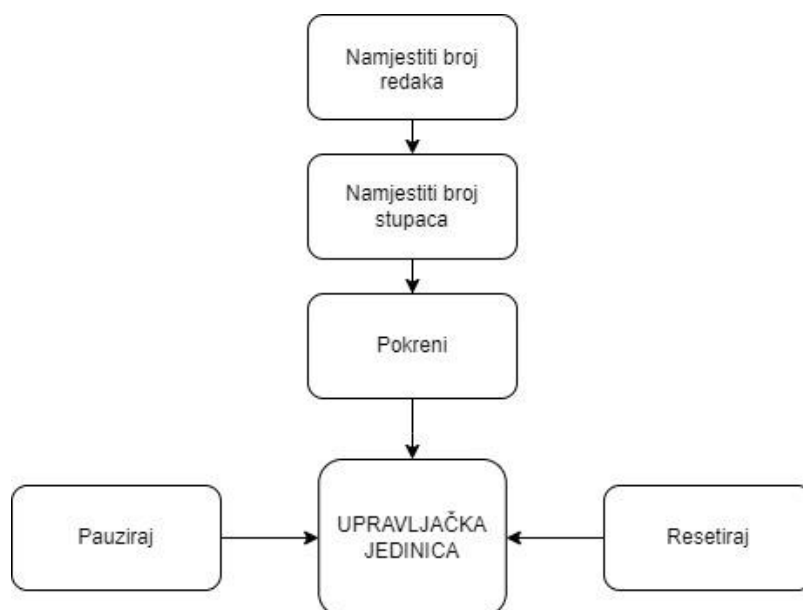 Namjestiti broj
redaka
Namjestiti broj
stupaca
Pokreni
Pauziraj
UPRAVLJAČKA
JEDINICA
Resetiraj